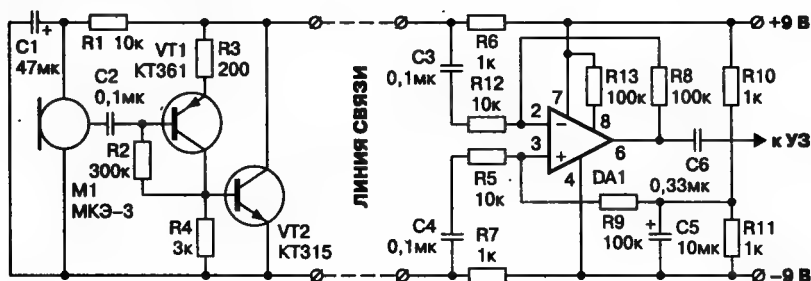 C1
+
47мк
R1 10к
VT1
КТ361
R3
200
C2
0,1мк
R2
300к
М1
МКЭ–3
R4
3к
VT2
КТ315
ЛИНИЯ СВЯЗИ
C3
0,1мк
R6
1к
R12
10к
R5
10к
C4
0,1мк
R7
1к
2
3
7
8
6
4
–
+
DA1
R13
100к
R8
100к
R10
1к
C6
0,33мк
R9
100к
+
C5
10мк
R11
1к
+9 В
к УЗ
–9 В